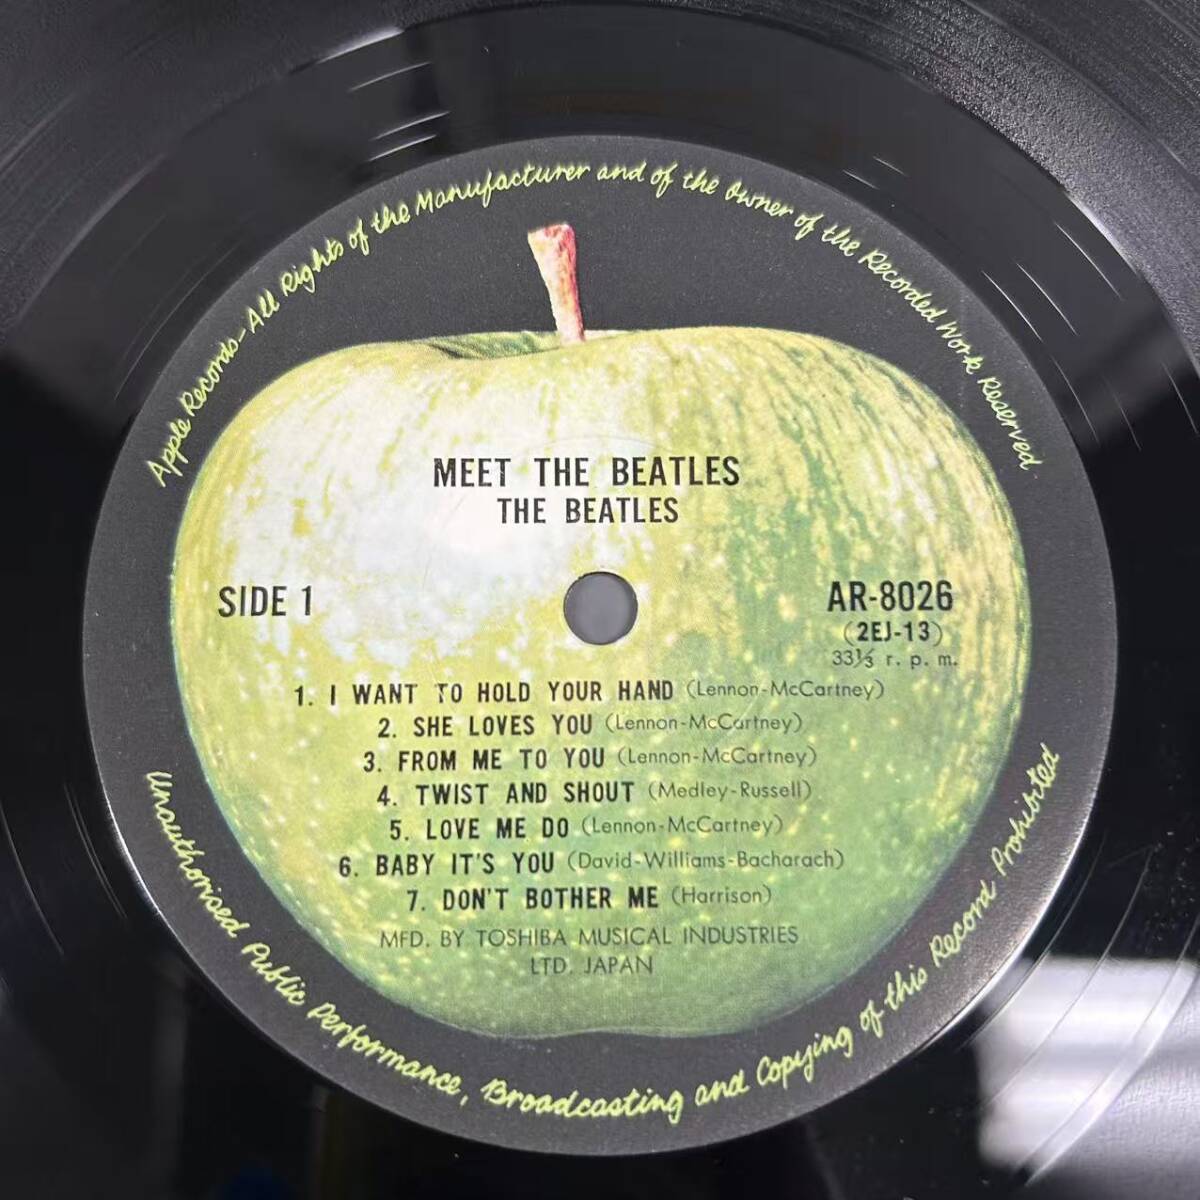 Apple Records-All Rights of the Manufacturer and of the Owner of the Recorded Work Reserved
MEET THE BEATLES
THE BEATLES
SIDE 1
AR-8026
(2EJ-13)
33⅓ r. p. m.
1. I WANT TO HOLD YOUR HAND (Lennon-McCartney)
2. SHE LOVES YOU (Lennon-McCartney)
3. FROM ME TO YOU (Lennon-McCartney)
4. TWIST AND SHOUT (Medley-Russell)
5. LOVE ME DO (Lennon-McCartney)
6. BABY IT'S YOU (David-Williams-Bacharach)
7. DON'T BOTHER ME (Harrison)
MFD. BY TOSHIBA MUSICAL INDUSTRIES
LTD. JAPAN
Unauthorised Public Performance, Broadcasting and Copying of this Record Prohibited